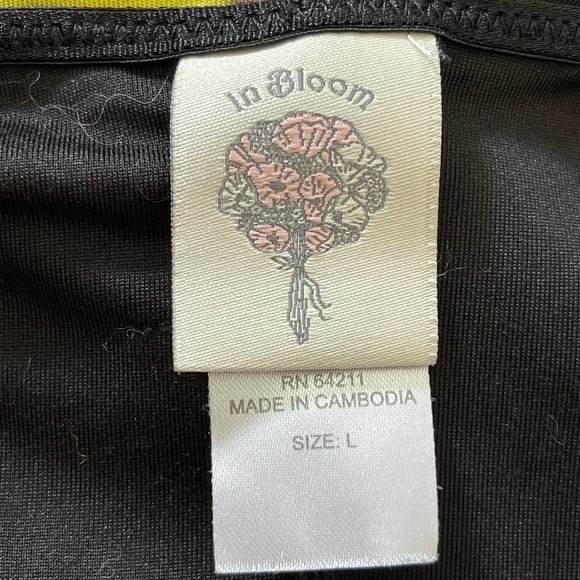 In Bloom
RN 64211
MADE IN CAMBODIA
SIZE: L